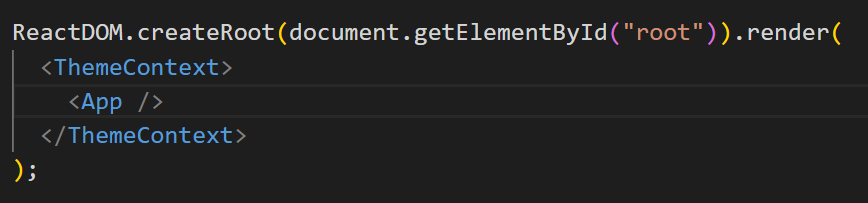 ReactDOM.createRoot(document.getElementById("root")).render(
  <ThemeContext>
    <App />
  </ThemeContext>
);